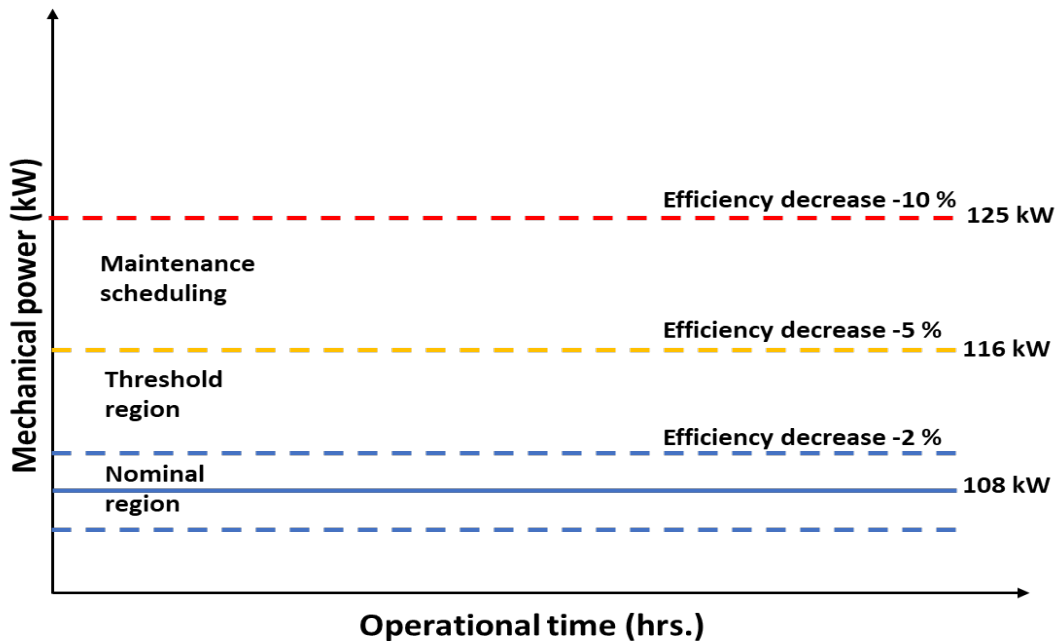 Mechanical power (kW)
Efficiency decrease -10 %
125 kW
Maintenance
scheduling
Efficiency decrease -5 %
116 kW
Threshold
region
Efficiency decrease -2 %
Nominal
region
108 kW
Operational time (hrs.)